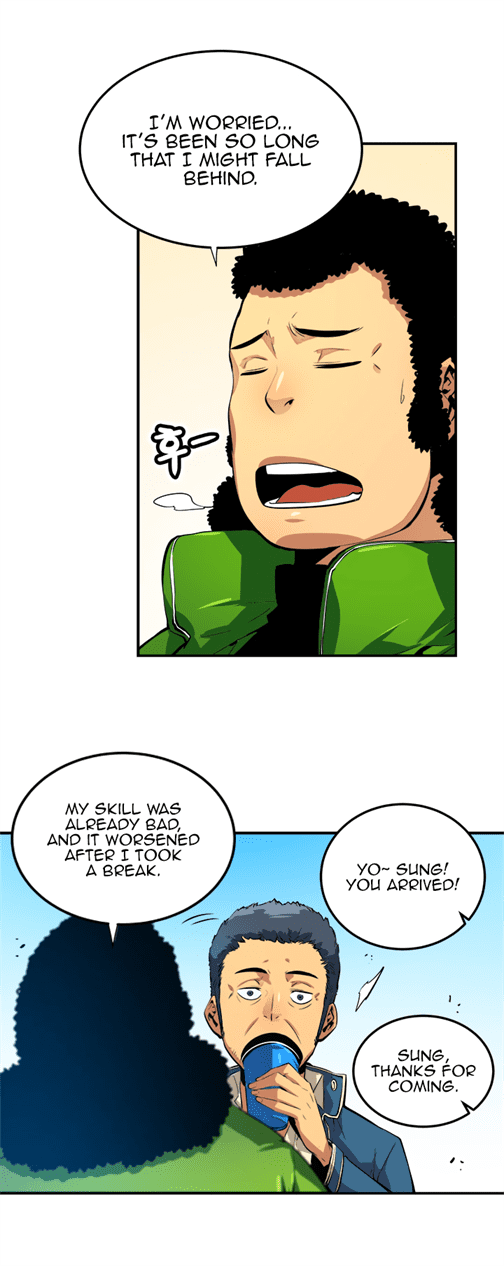 I'M WORRIED...
IT'S BEEN SO LONG
THAT I MIGHT FALL
BEHIND.
후ㅡ
MY SKILL WAS
ALREADY BAD,
AND IT WORSENED
AFTER I TOOK
A BREAK.
YO~ SUNG!
YOU ARRIVED!
SUNG,
THANKS FOR
COMING.